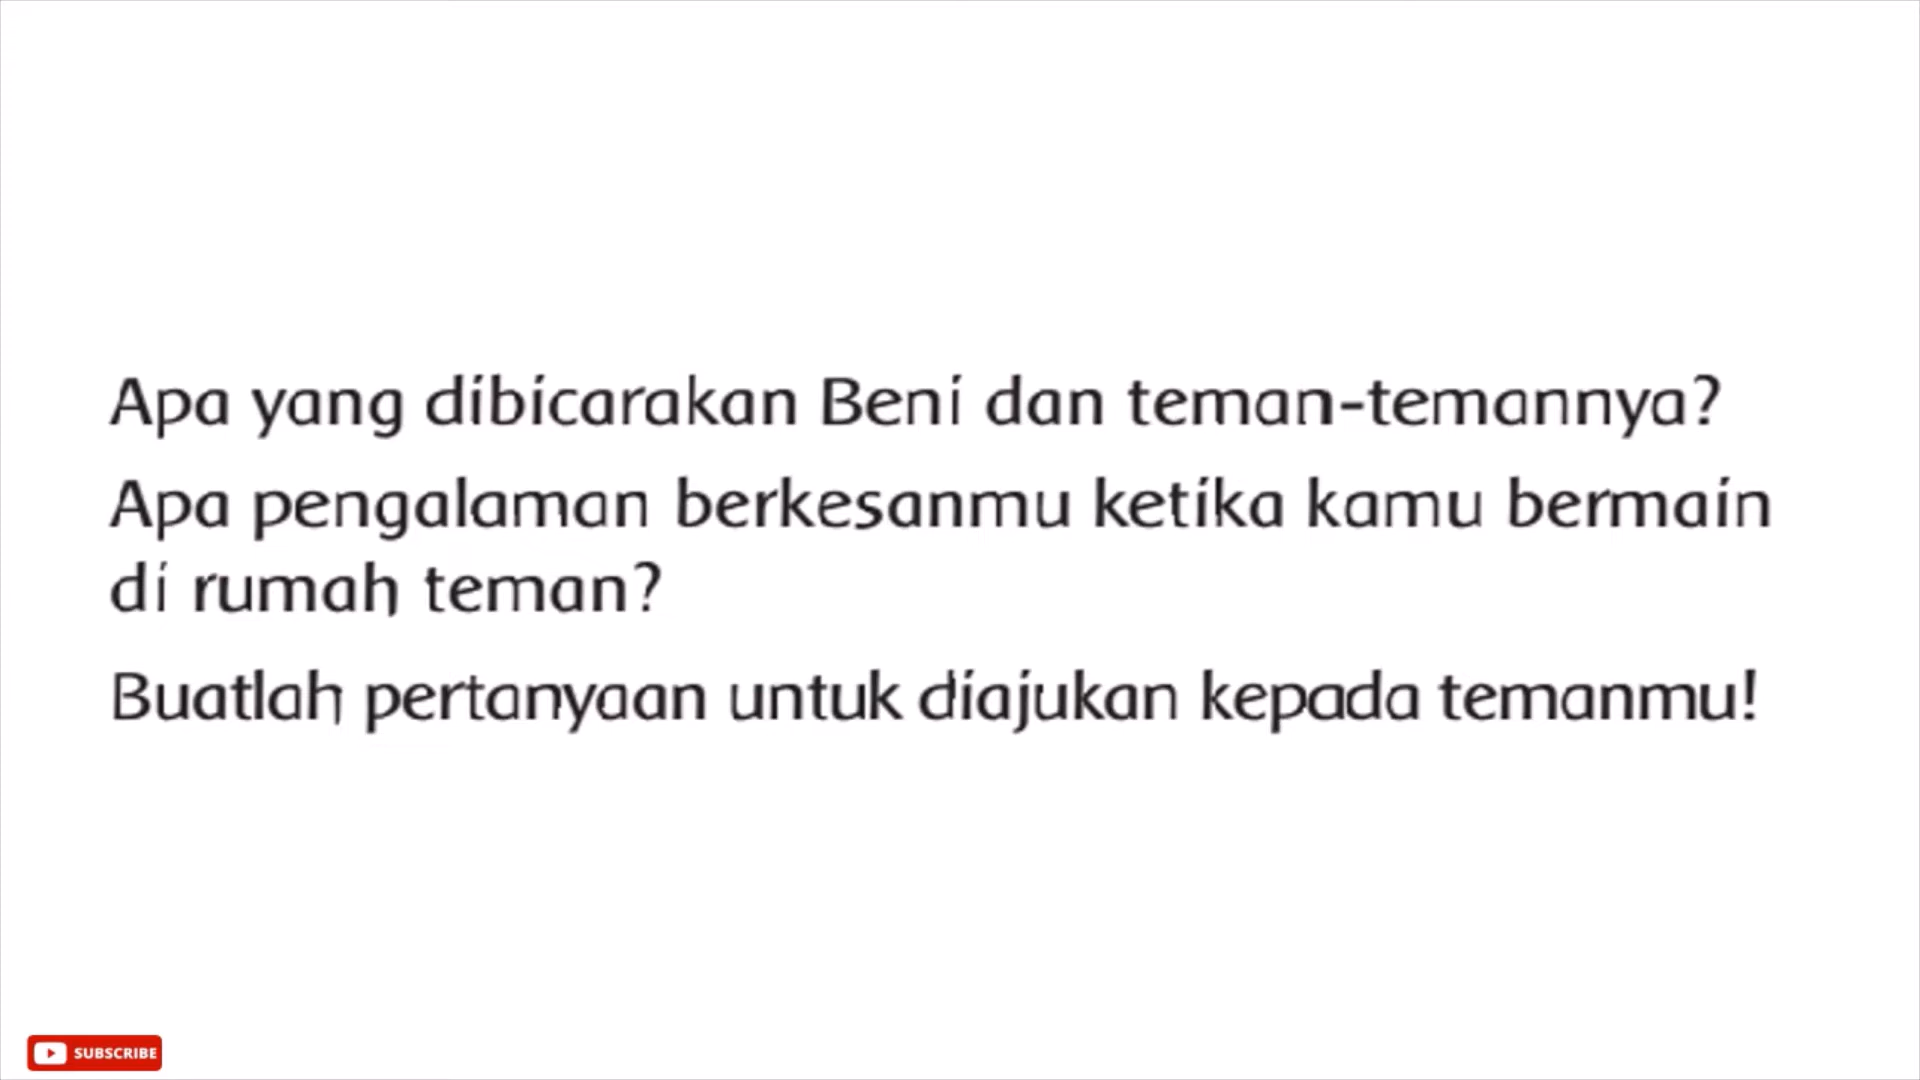 Apa yang dibicarakan Beni dan teman-temannya?
Apa pengalaman berkesanmu ketika kamu bermain
di rumah teman?
Buatlah pertanyaan untuk diajukan kepada temanmu!
SUBSCRIBE